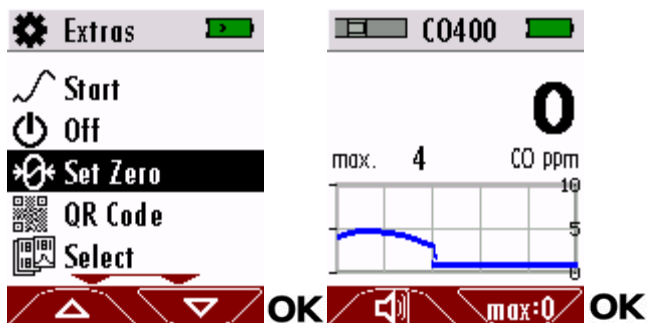 Extras
Start
Off
Set Zero
QR Code
Select
OK
CO400
0
max. 4 CO ppm
10
5
0
max:0
OK